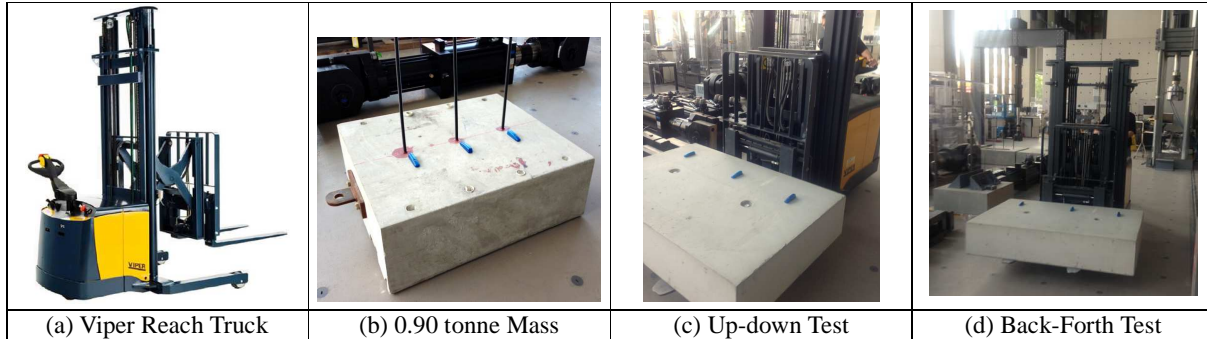 VIPER
(a) Viper Reach Truck
(b) 0.90 tonne Mass
(c) Up-down Test
(d) Back-Forth Test